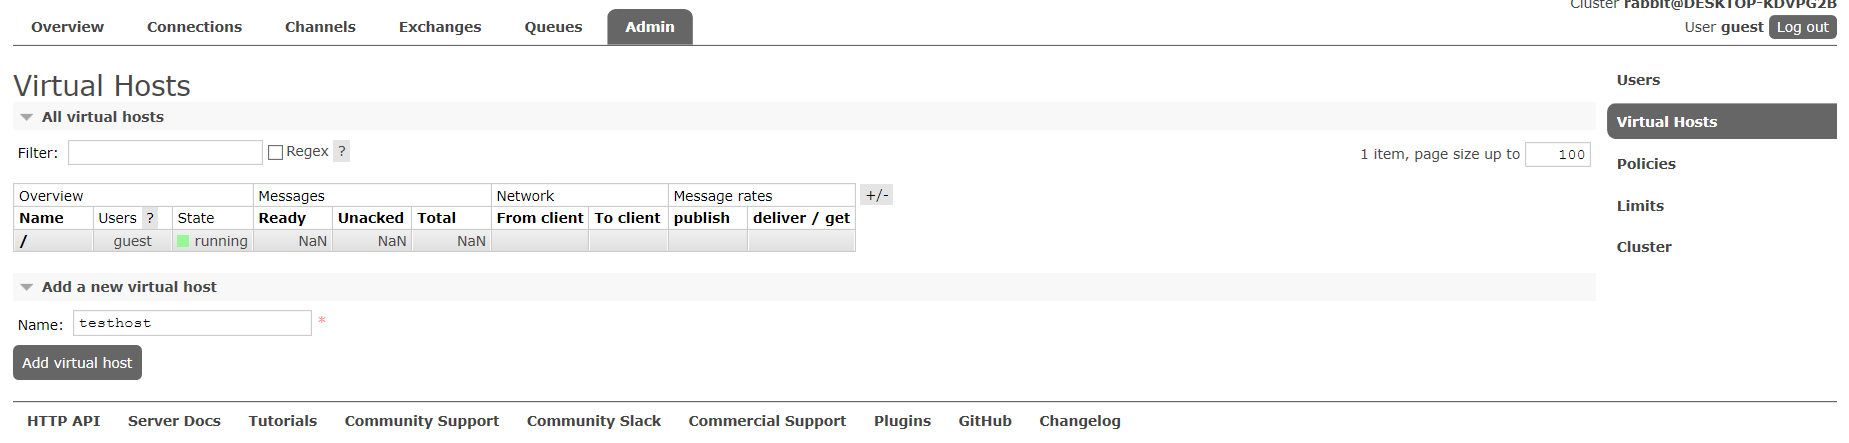 Cluster rabbit@DESKTOP-KDVPG2B
Overview Connections Channels Exchanges Queues Admin
User guest Log out
Virtual Hosts
All virtual hosts
Filter: Regex ?
1 item, page size up to 100
Overview Messages Network Message rates +/-
Name Users ? State Ready Unacked Total From client To client publish deliver / get
/ guest running NaN NaN NaN
Add a new virtual host
Name: testhost *
Add virtual host
Users
Virtual Hosts
Policies
Limits
Cluster
HTTP API Server Docs Tutorials Community Support Community Slack Commercial Support Plugins GitHub Changelog